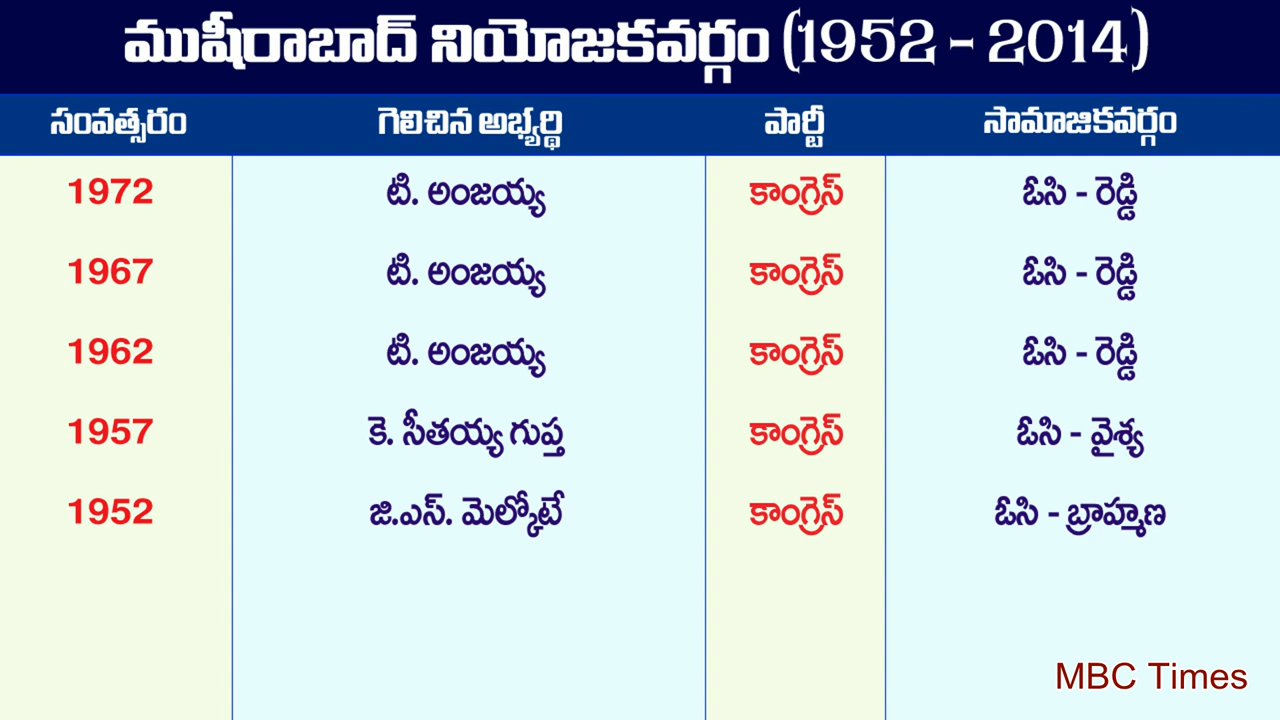 ముషీరాబాద్ నియోజకవర్గం (1952 - 2014)
సంవత్సరం గెలిచిన అభ్యర్థి పార్టీ సామాజికవర్గం
1972 టి. అంజయ్య కాంగ్రెస్ ఓసి - రెడ్డి
1967 టి. అంజయ్య కాంగ్రెస్ ఓసి - రెడ్డి
1962 టి. అంజయ్య కాంగ్రెస్ ఓసి - రెడ్డి
1957 కె. సీతయ్య గుప్త కాంగ్రెస్ ఓసి - వైశ్య
1952 జి.ఎస్. మెల్కోటే కాంగ్రెస్ ఓసి - బ్రాహ్మణ
MBC Times